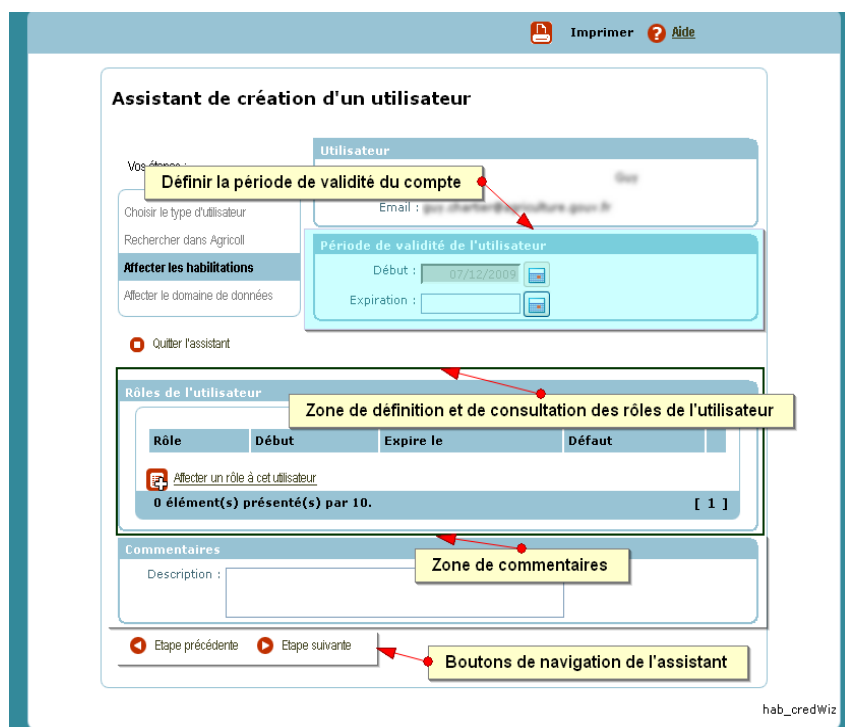 Imprimer Aide
Assistant de création d'un utilisateur
Utilisateur
Vos étapes :
Définir la période de validité du compte
Guy
Email :
Choisir le type d'utilisateur
Rechercher dans Agricoll
Affecter les habilitations
Affecter le domaine de données
Période de validité de l'utilisateur
Début : 07/12/2009
Expiration :
Quitter l'assistant
Rôles de l'utilisateur
Zone de définition et de consultation des rôles de l'utilisateur
Rôle Début Expire le Défaut
Affecter un rôle à cet utilisateur
0 élément(s) présenté(s) par 10. [ 1 ]
Commentaires
Zone de commentaires
Description :
Etape précédente Etape suivante
Boutons de navigation de l'assistant
hab_credWiz